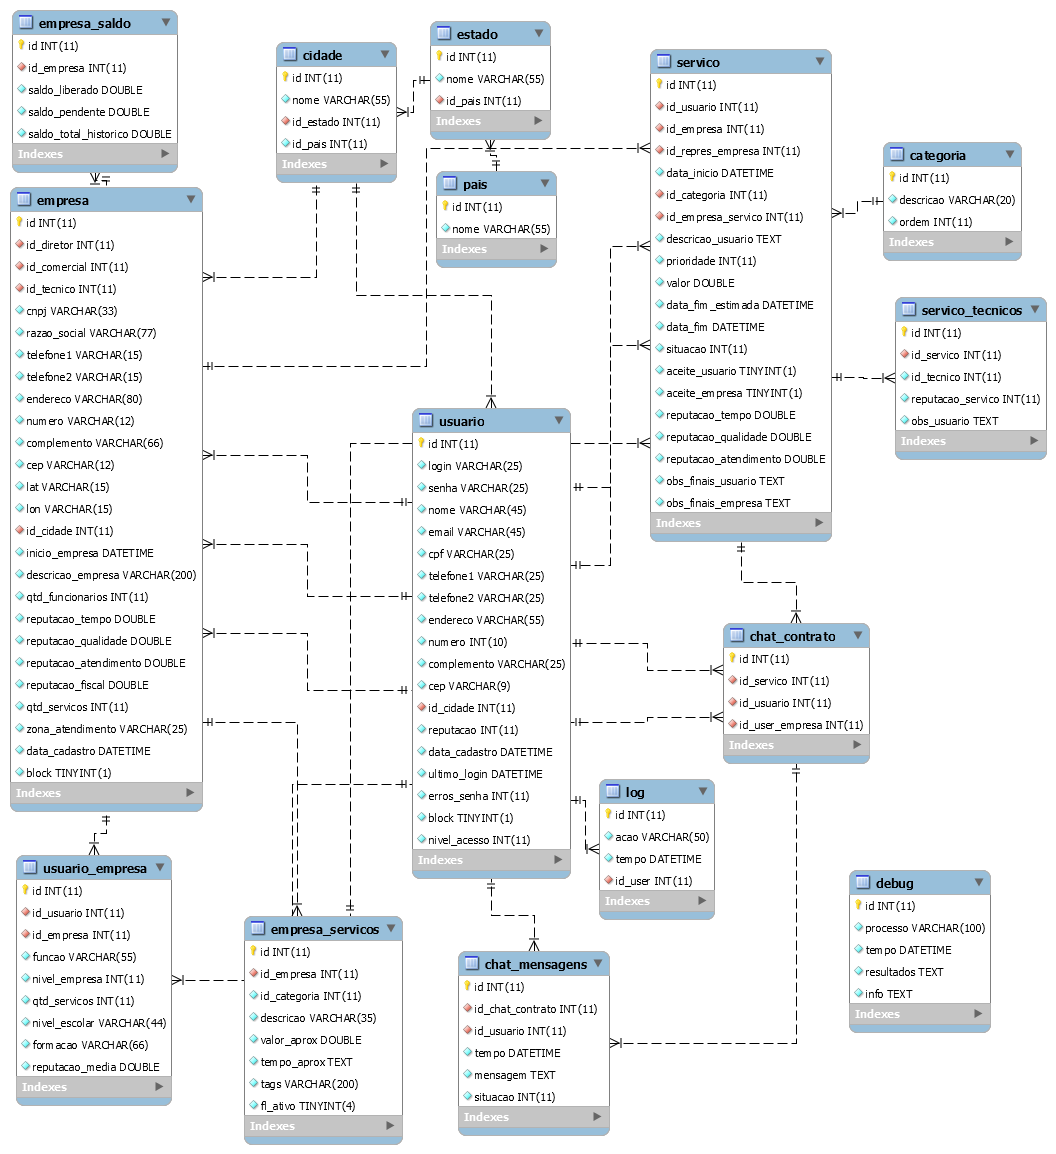 empresa_saldo
id INT(11)
id_empresa INT(11)
saldo_liberado DOUBLE
saldo_pendente DOUBLE
saldo_total_historico DOUBLE
Indexes
cidade
id INT(11)
nome VARCHAR(55)
id_estado INT(11)
id_pais INT(11)
Indexes
estado
id INT(11)
nome VARCHAR(55)
id_pais INT(11)
Indexes
pais
id INT(11)
nome VARCHAR(55)
Indexes
servico
id INT(11)
id_usuario INT(11)
id_empresa INT(11)
id_repres_empresa INT(11)
data_inicio DATETIME
id_categoria INT(11)
id_empresa_servico INT(11)
descricao_usuario TEXT
prioridade INT(11)
valor DOUBLE
data_fim_estimada DATETIME
data_fim DATETIME
situacao INT(11)
aceite_usuario TINYINT(1)
aceite_empresa TINYINT(1)
reputacao_tempo DOUBLE
reputacao_qualidade DOUBLE
reputacao_atendimento DOUBLE
obs_finais_usuario TEXT
obs_finais_empresa TEXT
Indexes
categoria
id INT(11)
descricao VARCHAR(20)
ordem INT(11)
Indexes
servico_tecnicos
id INT(11)
id_servico INT(11)
id_tecnico INT(11)
reputacao_servico INT(11)
obs_usuario TEXT
Indexes
empresa
id INT(11)
id_diretor INT(11)
id_comercial INT(11)
id_tecnico INT(11)
cnpj VARCHAR(33)
razao_social VARCHAR(77)
telefone1 VARCHAR(15)
telefone2 VARCHAR(15)
endereco VARCHAR(80)
numero VARCHAR(12)
complemento VARCHAR(66)
cep VARCHAR(12)
lat VARCHAR(15)
lon VARCHAR(15)
id_cidade INT(11)
inicio_empresa DATETIME
descricao_empresa VARCHAR(200)
qtd_funcionarios INT(11)
reputacao_tempo DOUBLE
reputacao_qualidade DOUBLE
reputacao_atendimento DOUBLE
reputacao_fiscal DOUBLE
qtd_servicos INT(11)
zona_atendimento VARCHAR(25)
data_cadastro DATETIME
block TINYINT(1)
Indexes
usuario
id INT(11)
login VARCHAR(25)
senha VARCHAR(25)
nome VARCHAR(45)
email VARCHAR(45)
cpf VARCHAR(25)
telefone1 VARCHAR(25)
telefone2 VARCHAR(25)
endereco VARCHAR(55)
numero INT(10)
complemento VARCHAR(25)
cep VARCHAR(9)
id_cidade INT(11)
reputacao INT(11)
data_cadastro DATETIME
ultimo_login DATETIME
erros_senha INT(11)
block TINYINT(1)
nivel_acesso INT(11)
Indexes
chat_contrato
id INT(11)
id_servico INT(11)
id_usuario INT(11)
id_user_empresa INT(11)
Indexes
log
id INT(11)
acao VARCHAR(50)
tempo DATETIME
id_user INT(11)
Indexes
usuario_empresa
id INT(11)
id_usuario INT(11)
id_empresa INT(11)
funcao VARCHAR(55)
nivel_empresa INT(11)
qtd_servicos INT(11)
nivel_escolar VARCHAR(44)
formacao VARCHAR(66)
reputacao_media DOUBLE
Indexes
empresa_servicos
id INT(11)
id_empresa INT(11)
id_categoria INT(11)
descricao VARCHAR(35)
valor_aprox DOUBLE
tempo_aprox TEXT
tags VARCHAR(200)
fl_ativo TINYINT(4)
Indexes
chat_mensagens
id INT(11)
id_chat_contrato INT(11)
id_usuario INT(11)
tempo DATETIME
mensagem TEXT
situacao INT(11)
Indexes
debug
id INT(11)
processo VARCHAR(100)
tempo DATETIME
resultados TEXT
info TEXT
Indexes